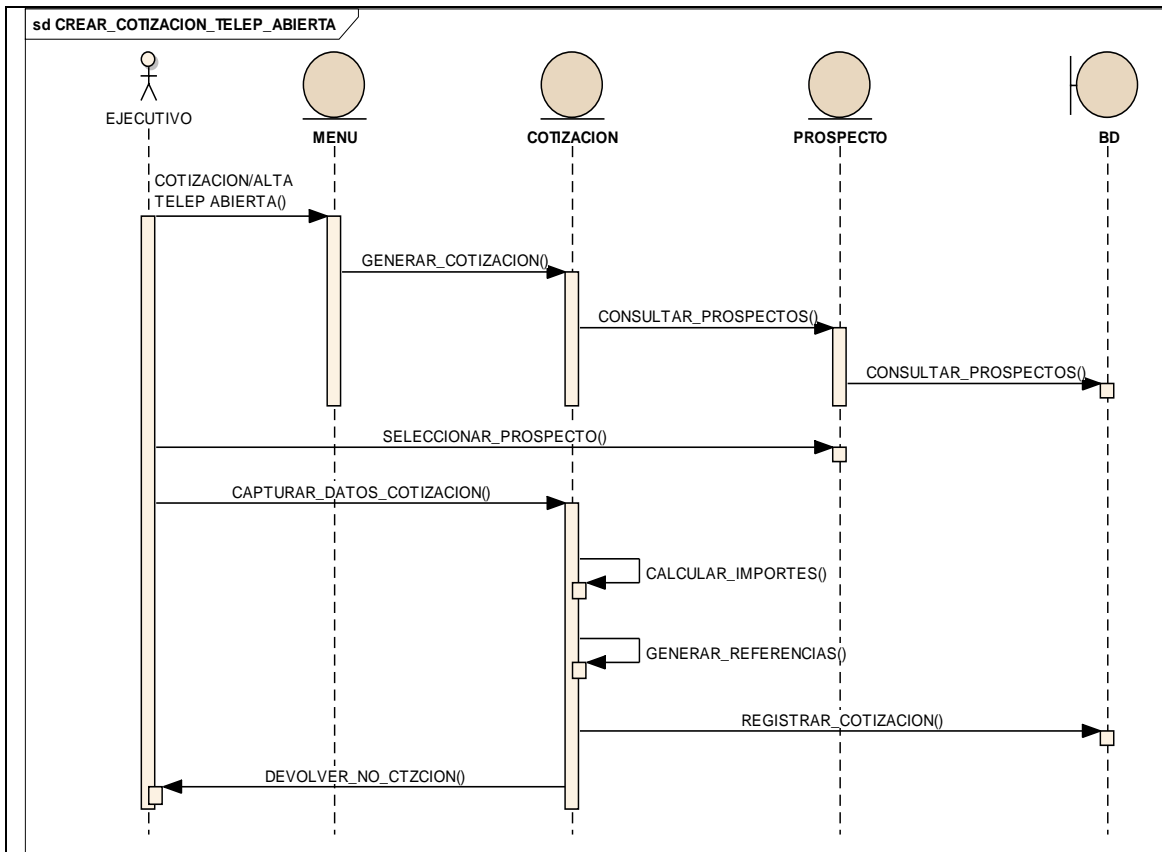 sd CREAR_COTIZACION_TELEP_ABIERTA
EJECUTIVO
MENU
COTIZACION
PROSPECTO
BD
COTIZACION/ALTA
TELEP ABIERTA()
GENERAR_COTIZACION()
CONSULTAR_PROSPECTOS()
CONSULTAR_PROSPECTOS()
SELECCIONAR_PROSPECTO()
CAPTURAR_DATOS_COTIZACION()
CALCULAR_IMPORTES()
GENERAR_REFERENCIAS()
REGISTRAR_COTIZACION()
DEVOLVER_NO_CTZCION()